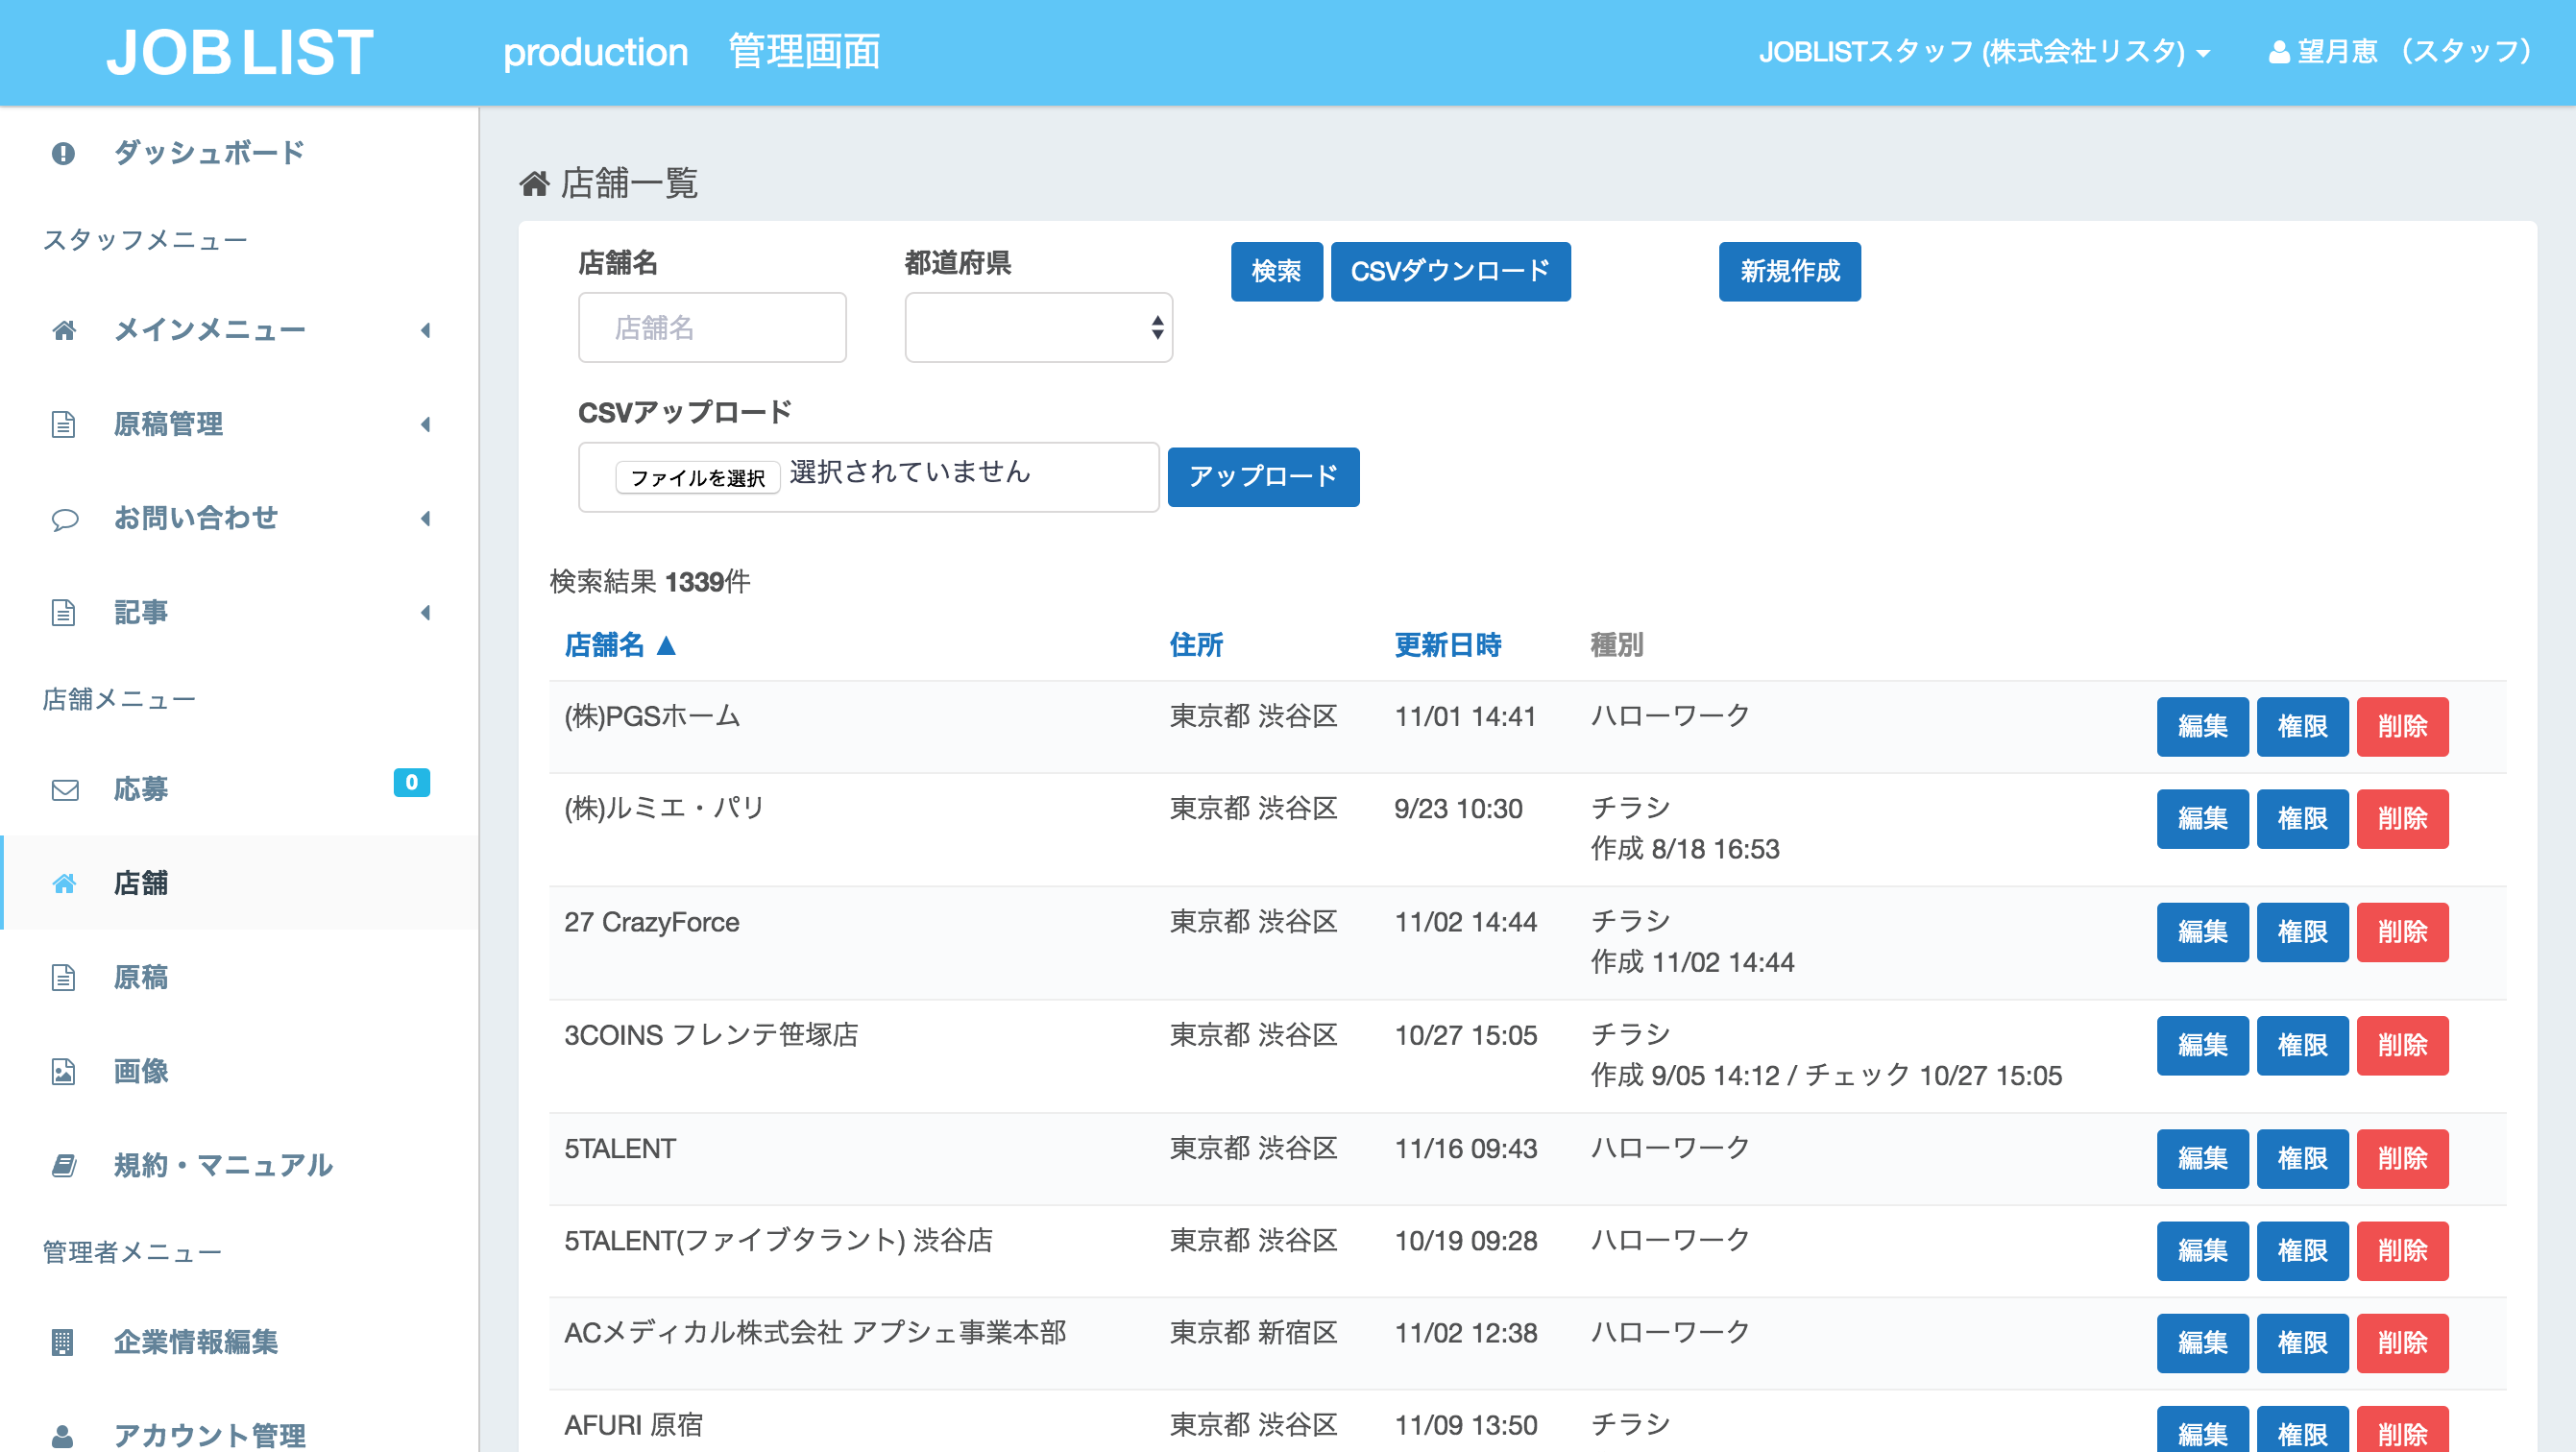 JOB LIST
production 管理画面
JOBLISTスタッフ (株式会社リスタ)
望月恵 （スタッフ）
ダッシュボード
スタッフメニュー
メインメニュー
原稿管理
お問い合わせ
記事
店舗メニュー
応募 0
店舗
原稿
画像
規約・マニュアル
管理者メニュー
企業情報編集
アカウント管理
店舗一覧
店舗名 都道府県 検索 CSVダウンロード 新規作成
店舗名
CSVアップロード
ファイルを選択 選択されていません アップロード
検索結果 1339件
店舗名 ▲ 住所 更新日時 種別
(株)PGSホーム 東京都 渋谷区 11/01 14:41 ハローワーク 編集 権限 削除
(株)ルミエ・パリ 東京都 渋谷区 9/23 10:30 チラシ 編集 権限 削除
作成 8/18 16:53
27 CrazyForce 東京都 渋谷区 11/02 14:44 チラシ 編集 権限 削除
作成 11/02 14:44
3COINS フレンテ笹塚店 東京都 渋谷区 10/27 15:05 チラシ 編集 権限 削除
作成 9/05 14:12 / チェック 10/27 15:05
5TALENT 東京都 渋谷区 11/16 09:43 ハローワーク 編集 権限 削除
5TALENT(ファイブタラント) 渋谷店 東京都 渋谷区 10/19 09:28 ハローワーク 編集 権限 削除
ACメディカル株式会社 アプシェ事業本部 東京都 新宿区 11/02 12:38 ハローワーク 編集 権限 削除
AFURI 原宿 東京都 渋谷区 11/09 13:50 チラシ 編集 権限 削除